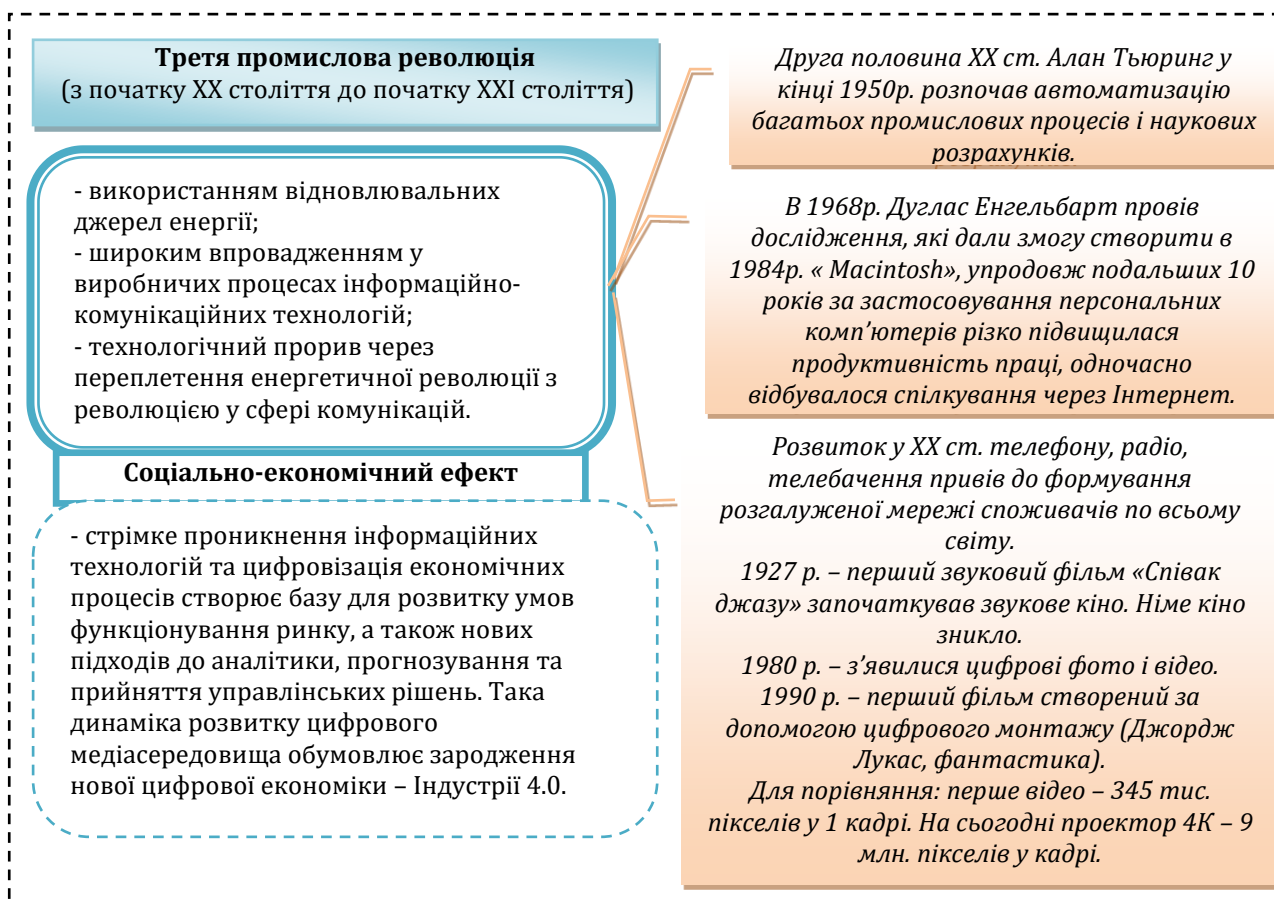 Третя промислова революція
(з початку XX століття до початку XXI століття)
- використанням відновлювальних
джерел енергії;
- широким впровадженням у
виробничих процесах інформаційно-
комунікаційних технологій;
- технологічний прорив через
переплетення енергетичної революції з
революцією у сфері комунікацій.
Соціально-економічний ефект
- стрімке проникнення інформаційних
технологій та цифровізація економічних
процесів створює базу для розвитку умов
функціонування ринку, а також нових
підходів до аналітики, прогнозування та
прийняття управлінських рішень. Така
динаміка розвитку цифрового
медіасередовища обумовлює зародження
нової цифрової економіки – Індустрії 4.0.
Друга половина XX ст. Алан Тьюринг у
кінці 1950р. розпочав автоматизацію
багатьох промислових процесів і наукових
розрахунків.
В 1968р. Дуглас Енгельбарт провів
дослідження, які дали змогу створити в
1984р. « Macintosh», упродовж подальших 10
років за застосовування персональних
комп'ютерів різко підвищилася
продуктивність праці, одночасно
відбувалося спілкування через Інтернет.
Розвиток у XX ст. телефону, радіо,
телебачення привів до формування
розгалуженої мережі споживачів по всьому
світу.
1927 р. – перший звуковий фільм «Співак
джазу» започаткував звукове кіно. Німе кіно
зникло.
1980 р. – з'явилися цифрові фото і відео.
1990 р. – перший фільм створений за
допомогою цифрового монтажу (Джордж
Лукас, фантастика).
Для порівняння: перше відео – 345 тис.
пікселів у 1 кадрі. На сьогодні проектор 4К – 9
млн. пікселів у кадрі.